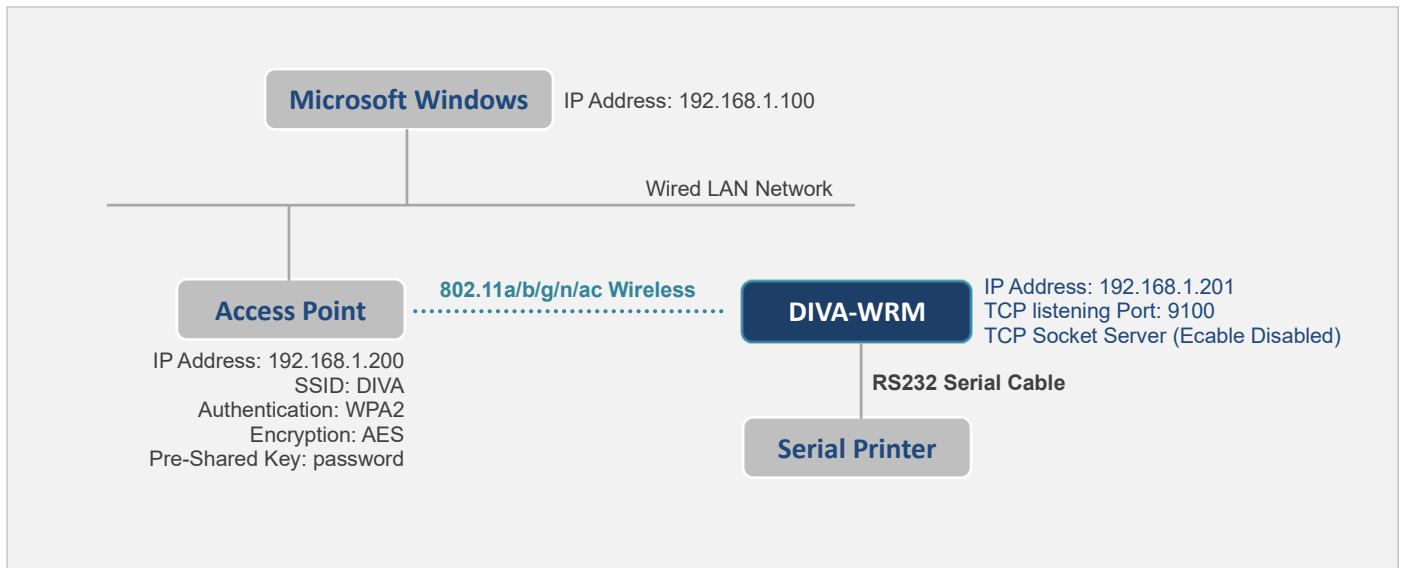 Microsoft Windows
IP Address: 192.168.1.100
Wired LAN Network
Access Point
802.11a/b/g/n/ac Wireless
DIVA-WRM
IP Address: 192.168.1.201
TCP listening Port: 9100
TCP Socket Server (Ecable Disabled)
IP Address: 192.168.1.200
SSID: DIVA
Authentication: WPA2
Encryption: AES
Pre-Shared Key: password
RS232 Serial Cable
Serial Printer